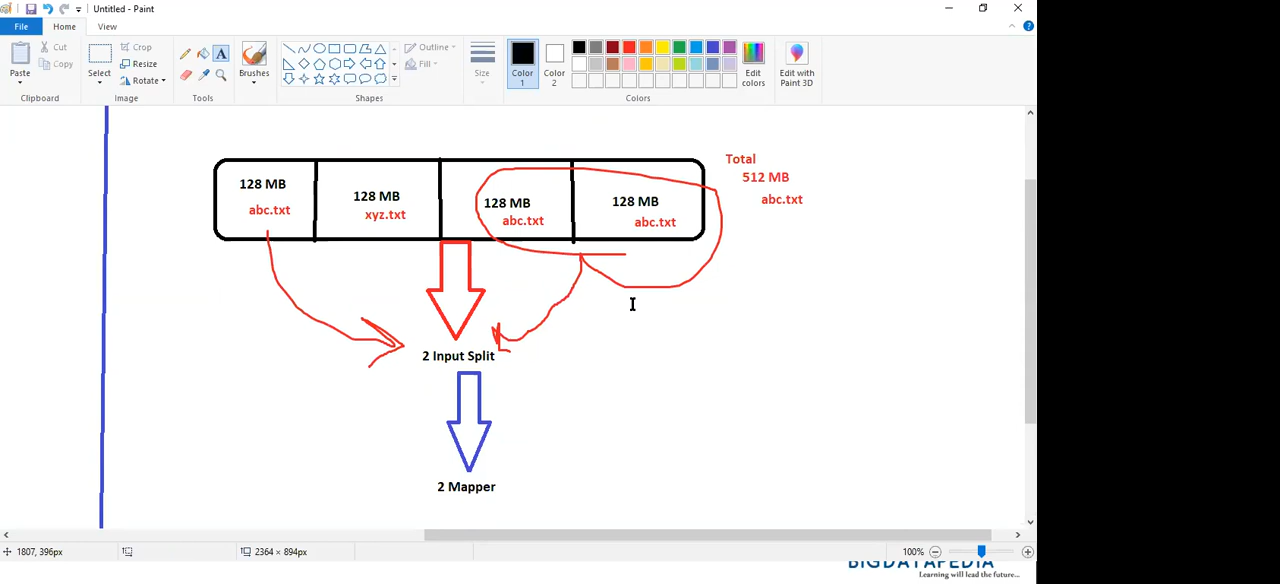 Untitled - Paint
File
Home
View
Paste
Cut
Copy
Clipboard
Select
Crop
Resize
Rotate
Image
A
Tools
Brushes
Shapes
Outline
Fill
Size
Color
1
Color
2
Colors
Edit
colors
Edit with
Paint 3D
128 MB
abc.txt
128 MB
xyz.txt
128 MB
abc.txt
128 MB
abc.txt
Total
512 MB
abc.txt
2 Input Split
2 Mapper
1807, 396px
2364 × 894px
100%
BIGDATAPEDIA
Learning will lead the future...